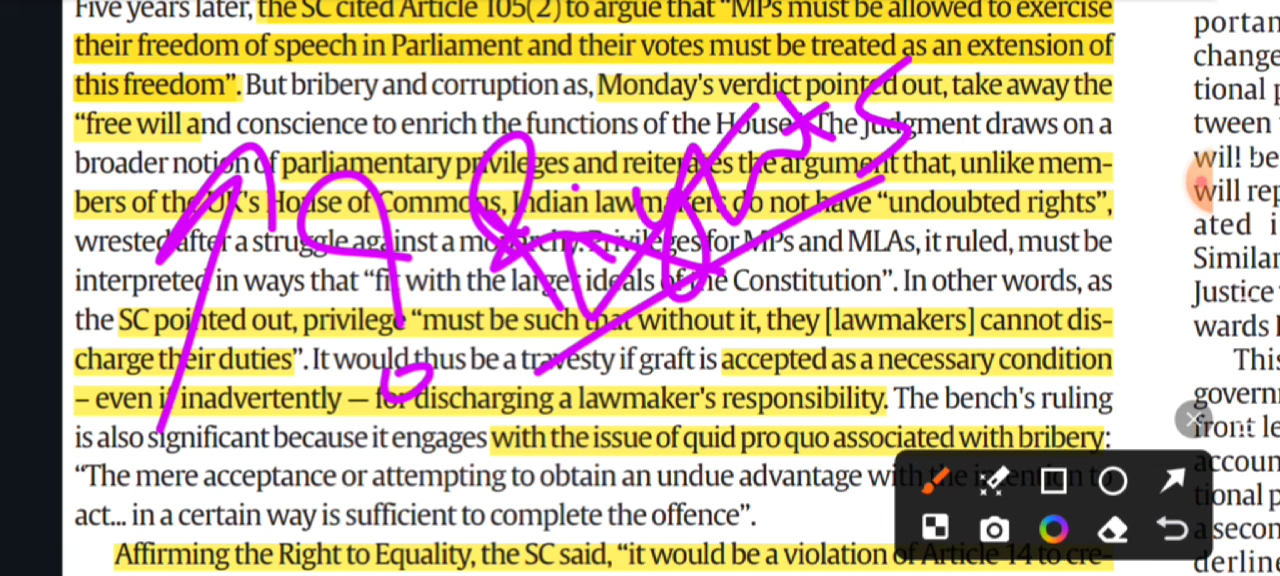 Five years later, the SC cited Article 105(2) to argue that "MPs must be allowed to exercise
their freedom of speech in Parliament and their votes must be treated as an extension of
this freedom". But bribery and corruption as, Monday's verdict pointed out, take away the
"free will and conscience to enrich the functions of the House". The judgment draws on a
broader notion of parliamentary privileges and reiterates the argument that, unlike mem-
bers of the UK's House of Commons, Indian lawmakers do not have "undoubted rights",
wrested after a struggle against a monarchy. Privileges for MPs and MLAs, it ruled, must be
interpreted in ways that "fit with the larger ideals of the Constitution". In other words, as
the SC pointed out, privilege "must be such that without it, they [lawmakers] cannot dis-
charge their duties". It would thus be a travesty if graft is accepted as a necessary condition
– even if inadvertently — for discharging a lawmaker's responsibility. The bench's ruling
is also significant because it engages with the issue of quid pro quo associated with bribery:
"The mere acceptance or attempting to obtain an undue advantage with the intention to
act... in a certain way is sufficient to complete the offence".
Affirming the Right to Equality, the SC said, "it would be a violation of Article 14 to cre-
change
tional
tween
will be
will rep
ated i
Similar
Justice
wards
This
governm
front le
accoun
tional p
a secon
derline
Rights